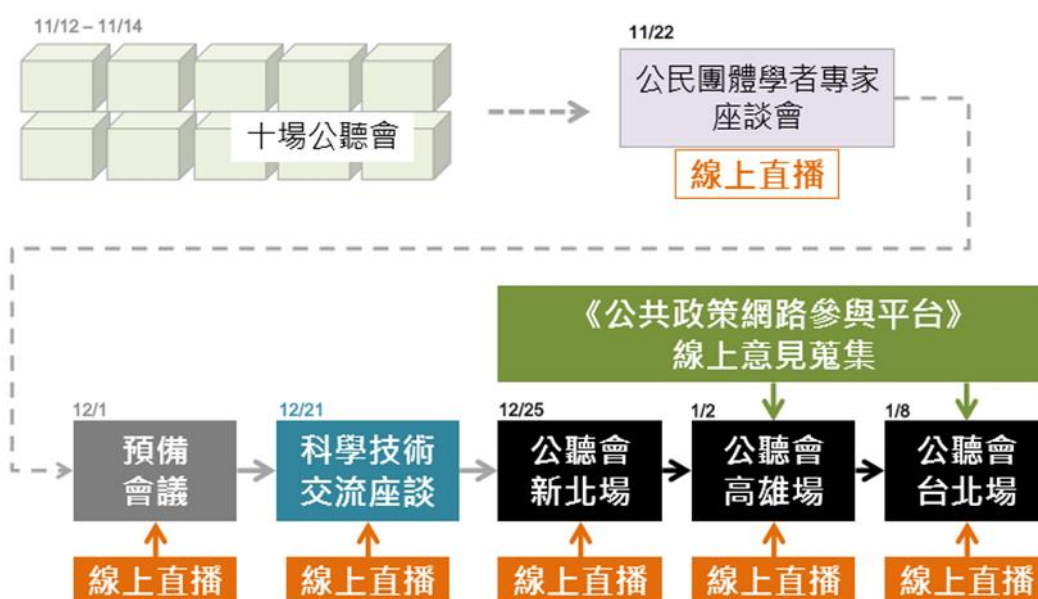 11/12 – 11/14
十場公聽會
11/22
公民團體學者專家
座談會
線上直播
《公共政策網路參與平台》
線上意見蒐集
12/1
預備
會議
線上直播
12/21
科學技術
交流座談
線上直播
12/25
公聽會
新北場
線上直播
1/2
公聽會
高雄場
線上直播
1/8
公聽會
台北場
線上直播